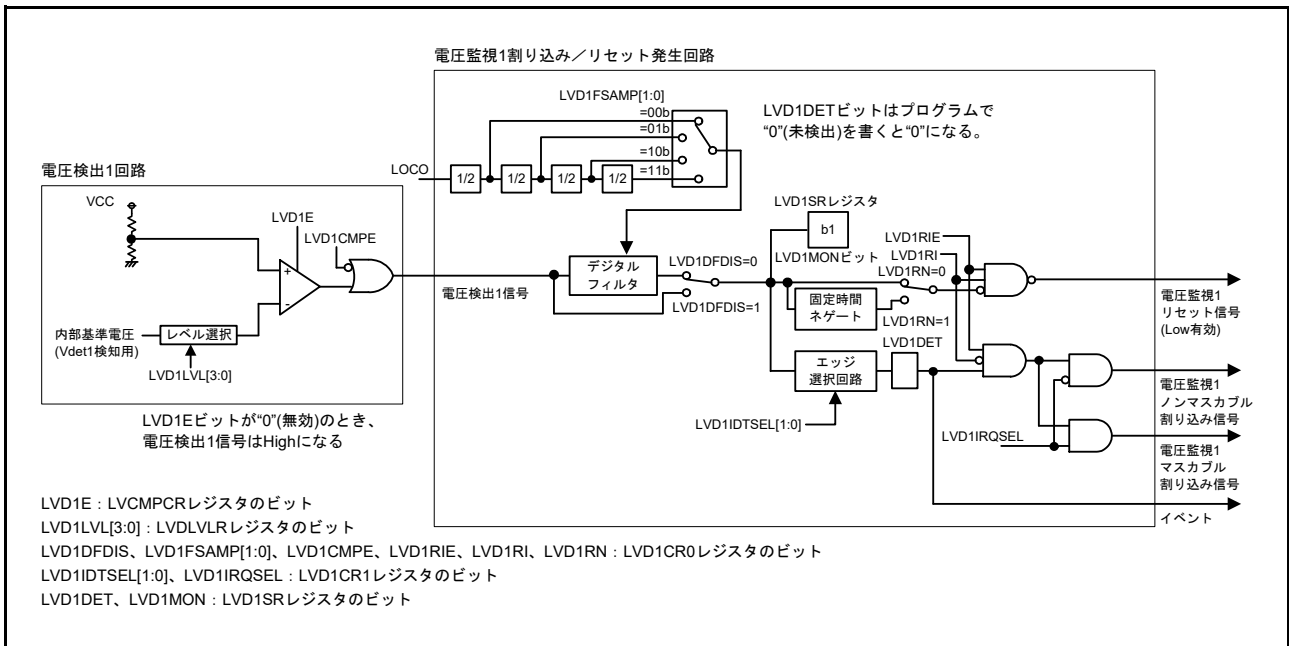 電圧監視1割り込み／リセット発生回路
LVD1FSAMP[1:0]
=00b
=01b
=10b
=11b
LVD1DETビットはプログラムで
“0”(未検出)を書くと“0”になる。
電圧検出1回路
LOCO
1/2
1/2
1/2
1/2
VCC
LVD1E
LVD1CMPE
+
-
内部基準電圧
(Vdet1検知用)
レベル選択
LVD1LVL[3:0]
LVD1Eビットが“0”(無効)のとき、
電圧検出1信号はHighになる
電圧検出1信号
デジタル
フィルタ
LVD1DFDIS=0
LVD1DFDIS=1
LVD1SRレジスタ
b1
LVD1MONビット
LVD1RIE
LVD1RI
LVD1RN=0
固定時間
ネゲート
LVD1RN=1
LVD1DET
エッジ
選択回路
LVD1IDTSEL[1:0]
LVD1IRQSEL
電圧監視1
リセット信号
(Low有効)
電圧監視1
ノンマスカブル
割り込み信号
電圧監視1
マスカブル
割り込み信号
イベント
LVD1E：LVCMPCRレジスタのビット
LVD1LVL[3:0]：LVDLVLRレジスタのビット
LVD1DFDIS、LVD1FSAMP[1:0]、LVD1CMPE、LVD1RIE、LVD1RI、LVD1RN：LVD1CR0レジスタのビット
LVD1IDTSEL[1:0]、LVD1IRQSEL：LVD1CR1レジスタのビット
LVD1DET、LVD1MON：LVD1SRレジスタのビット